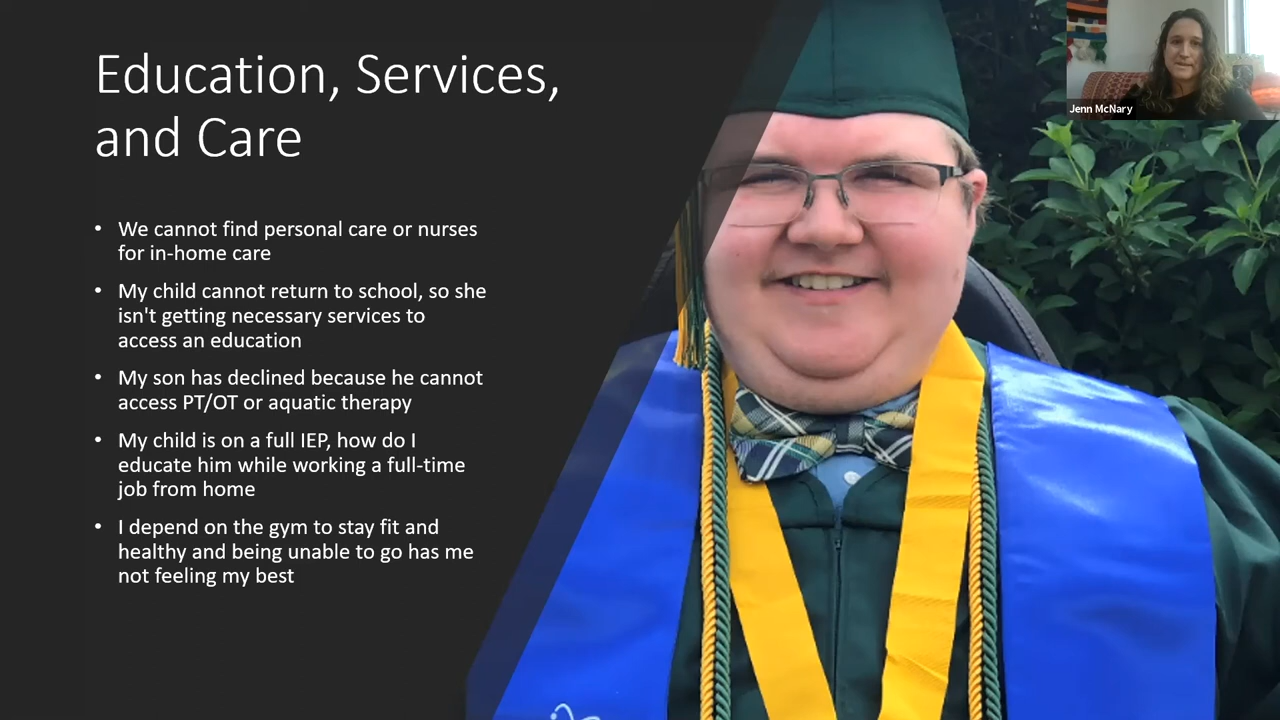 Education, Services,
and Care
Jenn McNary
• We cannot find personal care or nurses
for in-home care
• My child cannot return to school, so she
isn't getting necessary services to
access an education
• My son has declined because he cannot
access PT/OT or aquatic therapy
• My child is on a full IEP, how do I
educate him while working a full-time
job from home
• I depend on the gym to stay fit and
healthy and being unable to go has me
not feeling my best